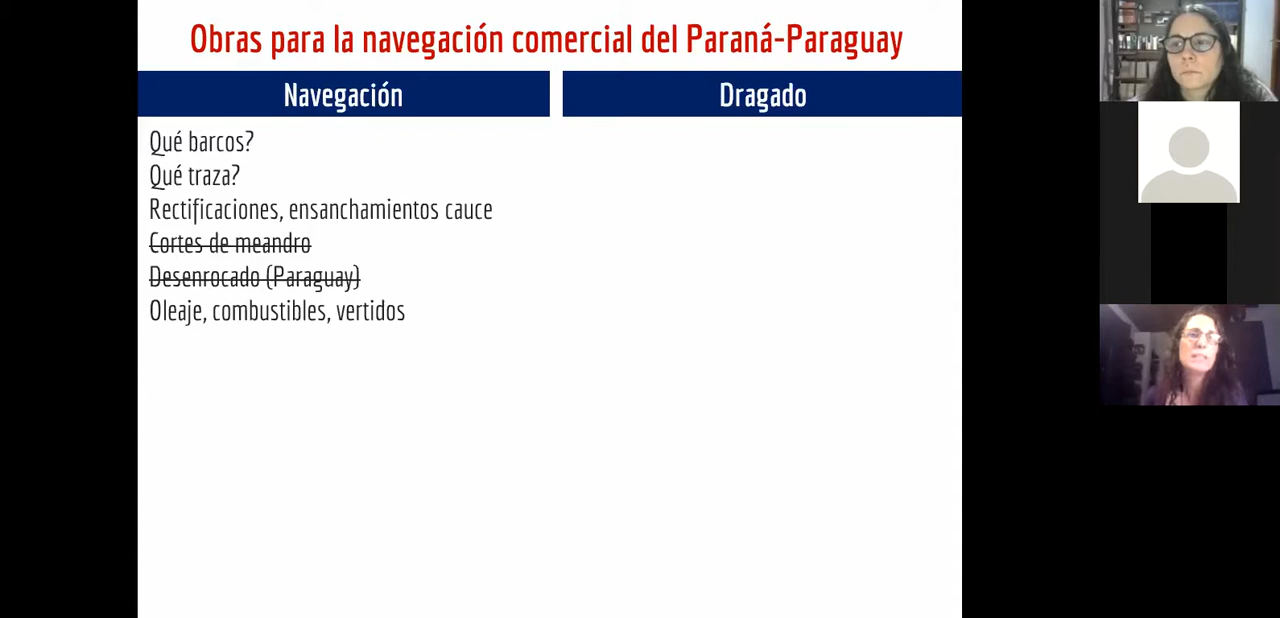 Obras para la navegación comercial del Paraná-Paraguay
Navegación
Dragado
Qué barcos?
Qué traza?
Rectificaciones, ensanchamientos cauce
Cortes de meandro
Desenrocado (Paraguay)
Oleaje, combustibles, vertidos